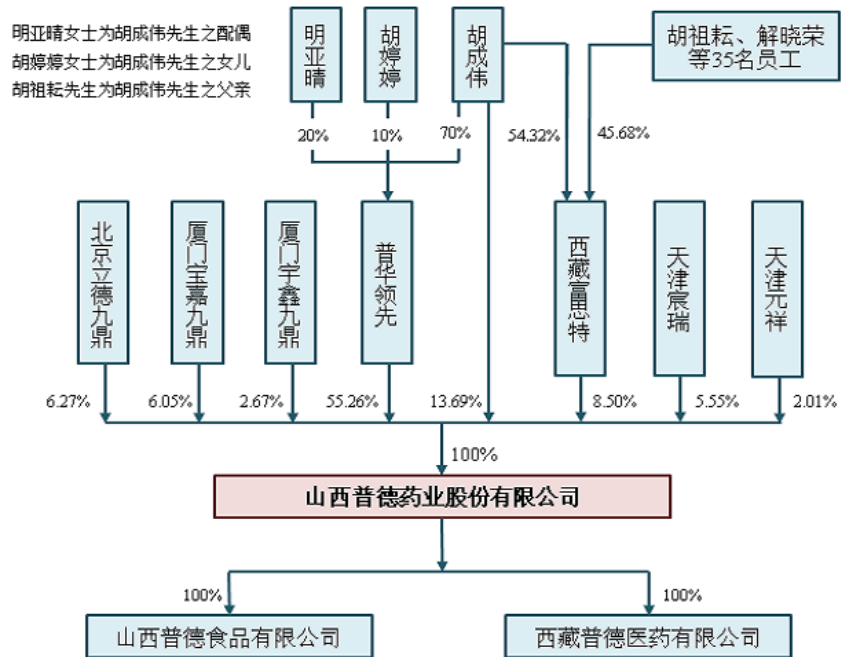 明亚晴女士为胡成伟先生之配偶
胡婷婷女士为胡成伟先生之女儿
胡祖耘先生为胡成伟先生之父亲
明亚晴
胡婷婷
胡成伟
胡祖耘、解晓荣
等35名员工
20%
10%
70%
54.32%
45.68%
北京立德九鼎
厦门宝嘉九鼎
厦门宇鑫九鼎
普华领先
西藏富思特
天津宸瑞
天津元祥
6.27%
6.05%
2.67%
55.26%
13.69%
8.50%
5.55%
2.01%
100%
山西普德药业股份有限公司
100%
100%
山西普德食品有限公司
西藏普德医药有限公司